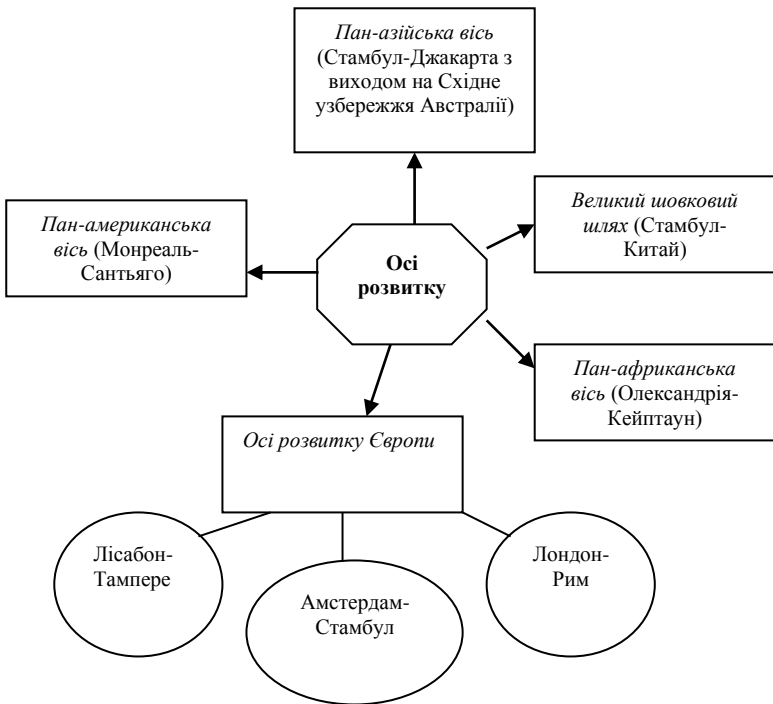 Пан-азійська вісь
(Стамбул-Джакарта з
виходом на Східне
узбережжя Австралії)
Пан-американська
вісь (Монреаль-
Сантьяго)
Осі
розвитку
Великий шовковий
шлях (Стамбул-
Китай)
Пан-африканська
вісь (Олександрія-
Кейптаун)
Осі розвитку Європи
Лісабон-
Тампере
Амстердам-
Стамбул
Лондон-
Рим